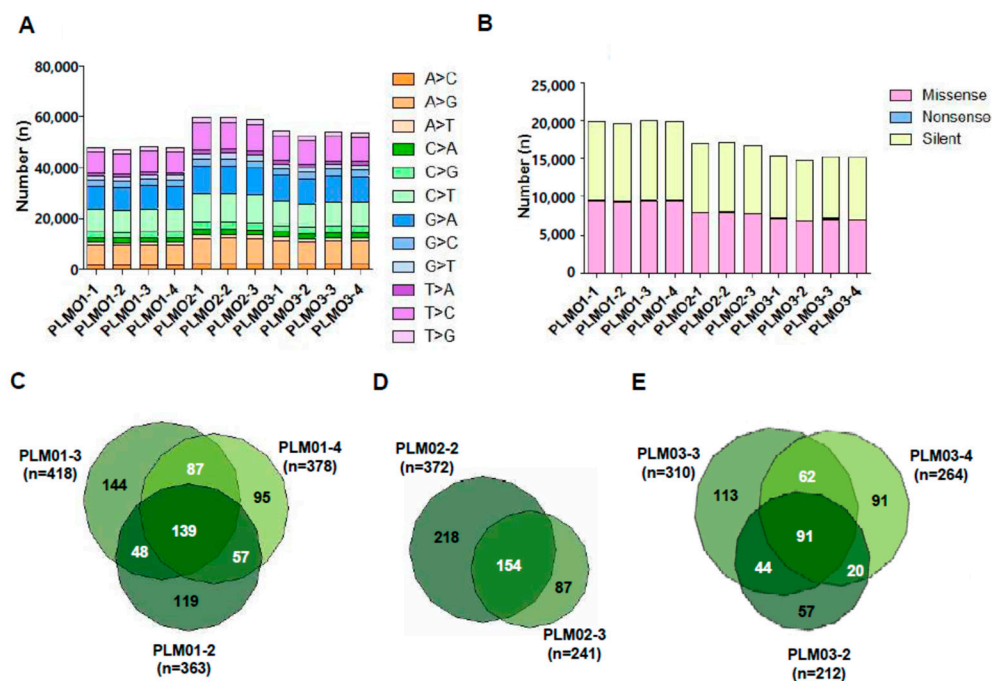 A
Number (n)
80,000
60,000
40,000
20,000
0
PLMO1-1
PLMO1-2
PLMO1-3
PLMO1-4
PLMO2-1
PLMO2-2
PLMO2-3
PLMO3-1
PLMO3-2
PLMO3-3
PLMO3-4
A>C
A>G
A>T
C>A
C>G
C>T
G>A
G>C
G>T
T>A
T>C
T>G
B
Number (n)
25,000
20,000
15,000
10,000
5,000
0
PLMO1-1
PLMO1-2
PLMO1-3
PLMO1-4
PLMO2-1
PLMO2-2
PLMO2-3
PLMO3-1
PLMO3-2
PLMO3-3
PLMO3-4
Missense
Nonsense
Silent
C
PLM01-3
(n=418)
PLM01-4
(n=378)
87
144
95
139
48
57
119
PLM01-2
(n=363)
D
PLM02-2
(n=372)
218
154
87
PLM02-3
(n=241)
E
PLM03-3
(n=310)
PLM03-4
(n=264)
62
113
91
91
44
20
57
PLM03-2
(n=212)